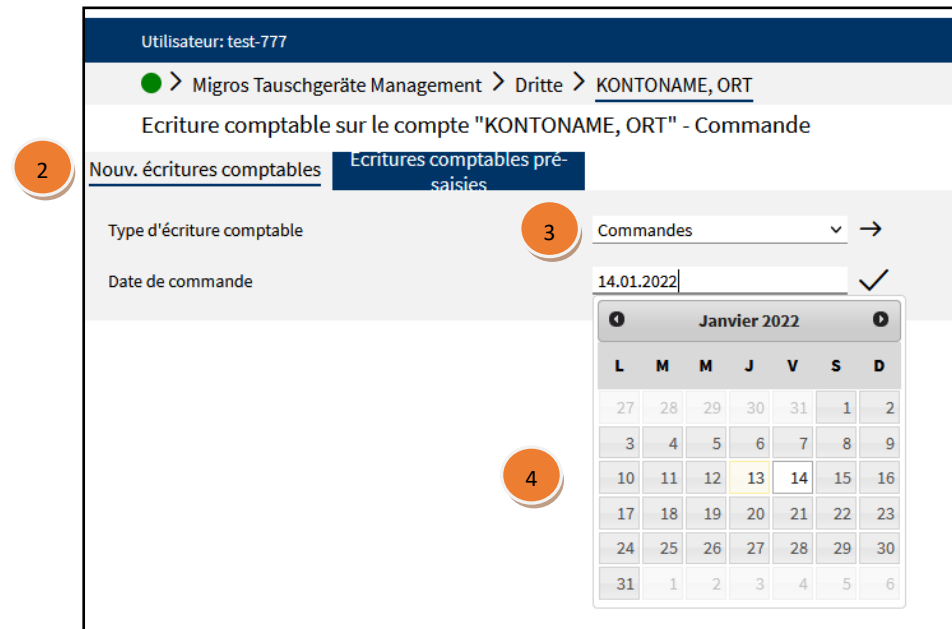 Utilisateur: test-777
> Migros Tauschgeräte Management > Dritte > KONTONAME, ORT
Ecriture comptable sur le compte "KONTONAME, ORT" - Commande
2
Nouv. écritures comptables
Ecritures comptables pré-
saisies
Type d'écriture comptable
3
Commandes
Date de commande
14.01.2022
Janvier 2022
L M M J V S D
27 28 29 30 31 1 2
3 4 5 6 7 8 9
4
10 11 12 13 14 15 16
17 18 19 20 21 22 23
24 25 26 27 28 29 30
31 1 2 3 4 5 6